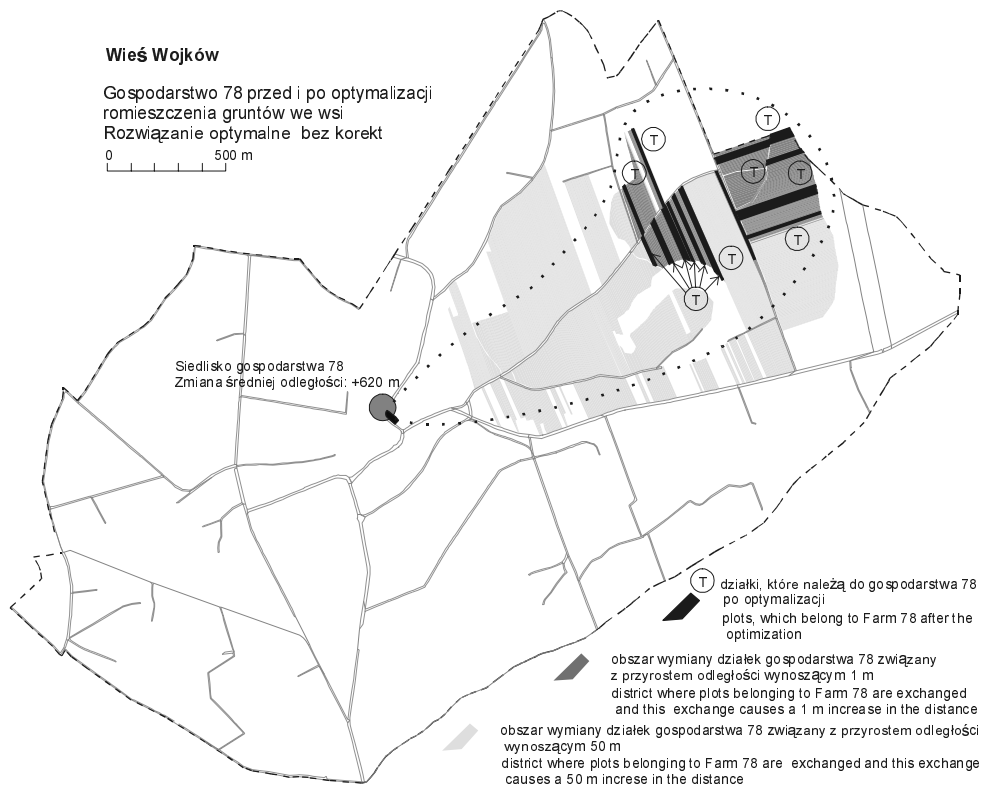 Wieś Wojków
Gospodarstwo 78 przed i po optymalizacji
romieszczenia gruntów we wsi
Rozwiązanie optymalne bez korekt
0 500 m
T
T
T
T
T
T
T
T
Siedlisko gospodarstwa 78
Zmiana średniej odległości: +620 m
T
działki, które należą do gospodarstwa 78
po optymalizacji
plots, which belong to Farm 78 after the
optimization
obszar wymiany działek gospodarstwa 78 związany
z przyrostem odległości wynoszącym 1 m
district where plots belonging to Farm 78 are exchanged
and this exchange causes a 1 m increase in the distance
obszar wymiany działek gospodarstwa 78 związany z przyrostem odległości
wynoszącym 50 m
district where plots belonging to Farm 78 are exchanged and this exchange
causes a 50 m increse in the distance